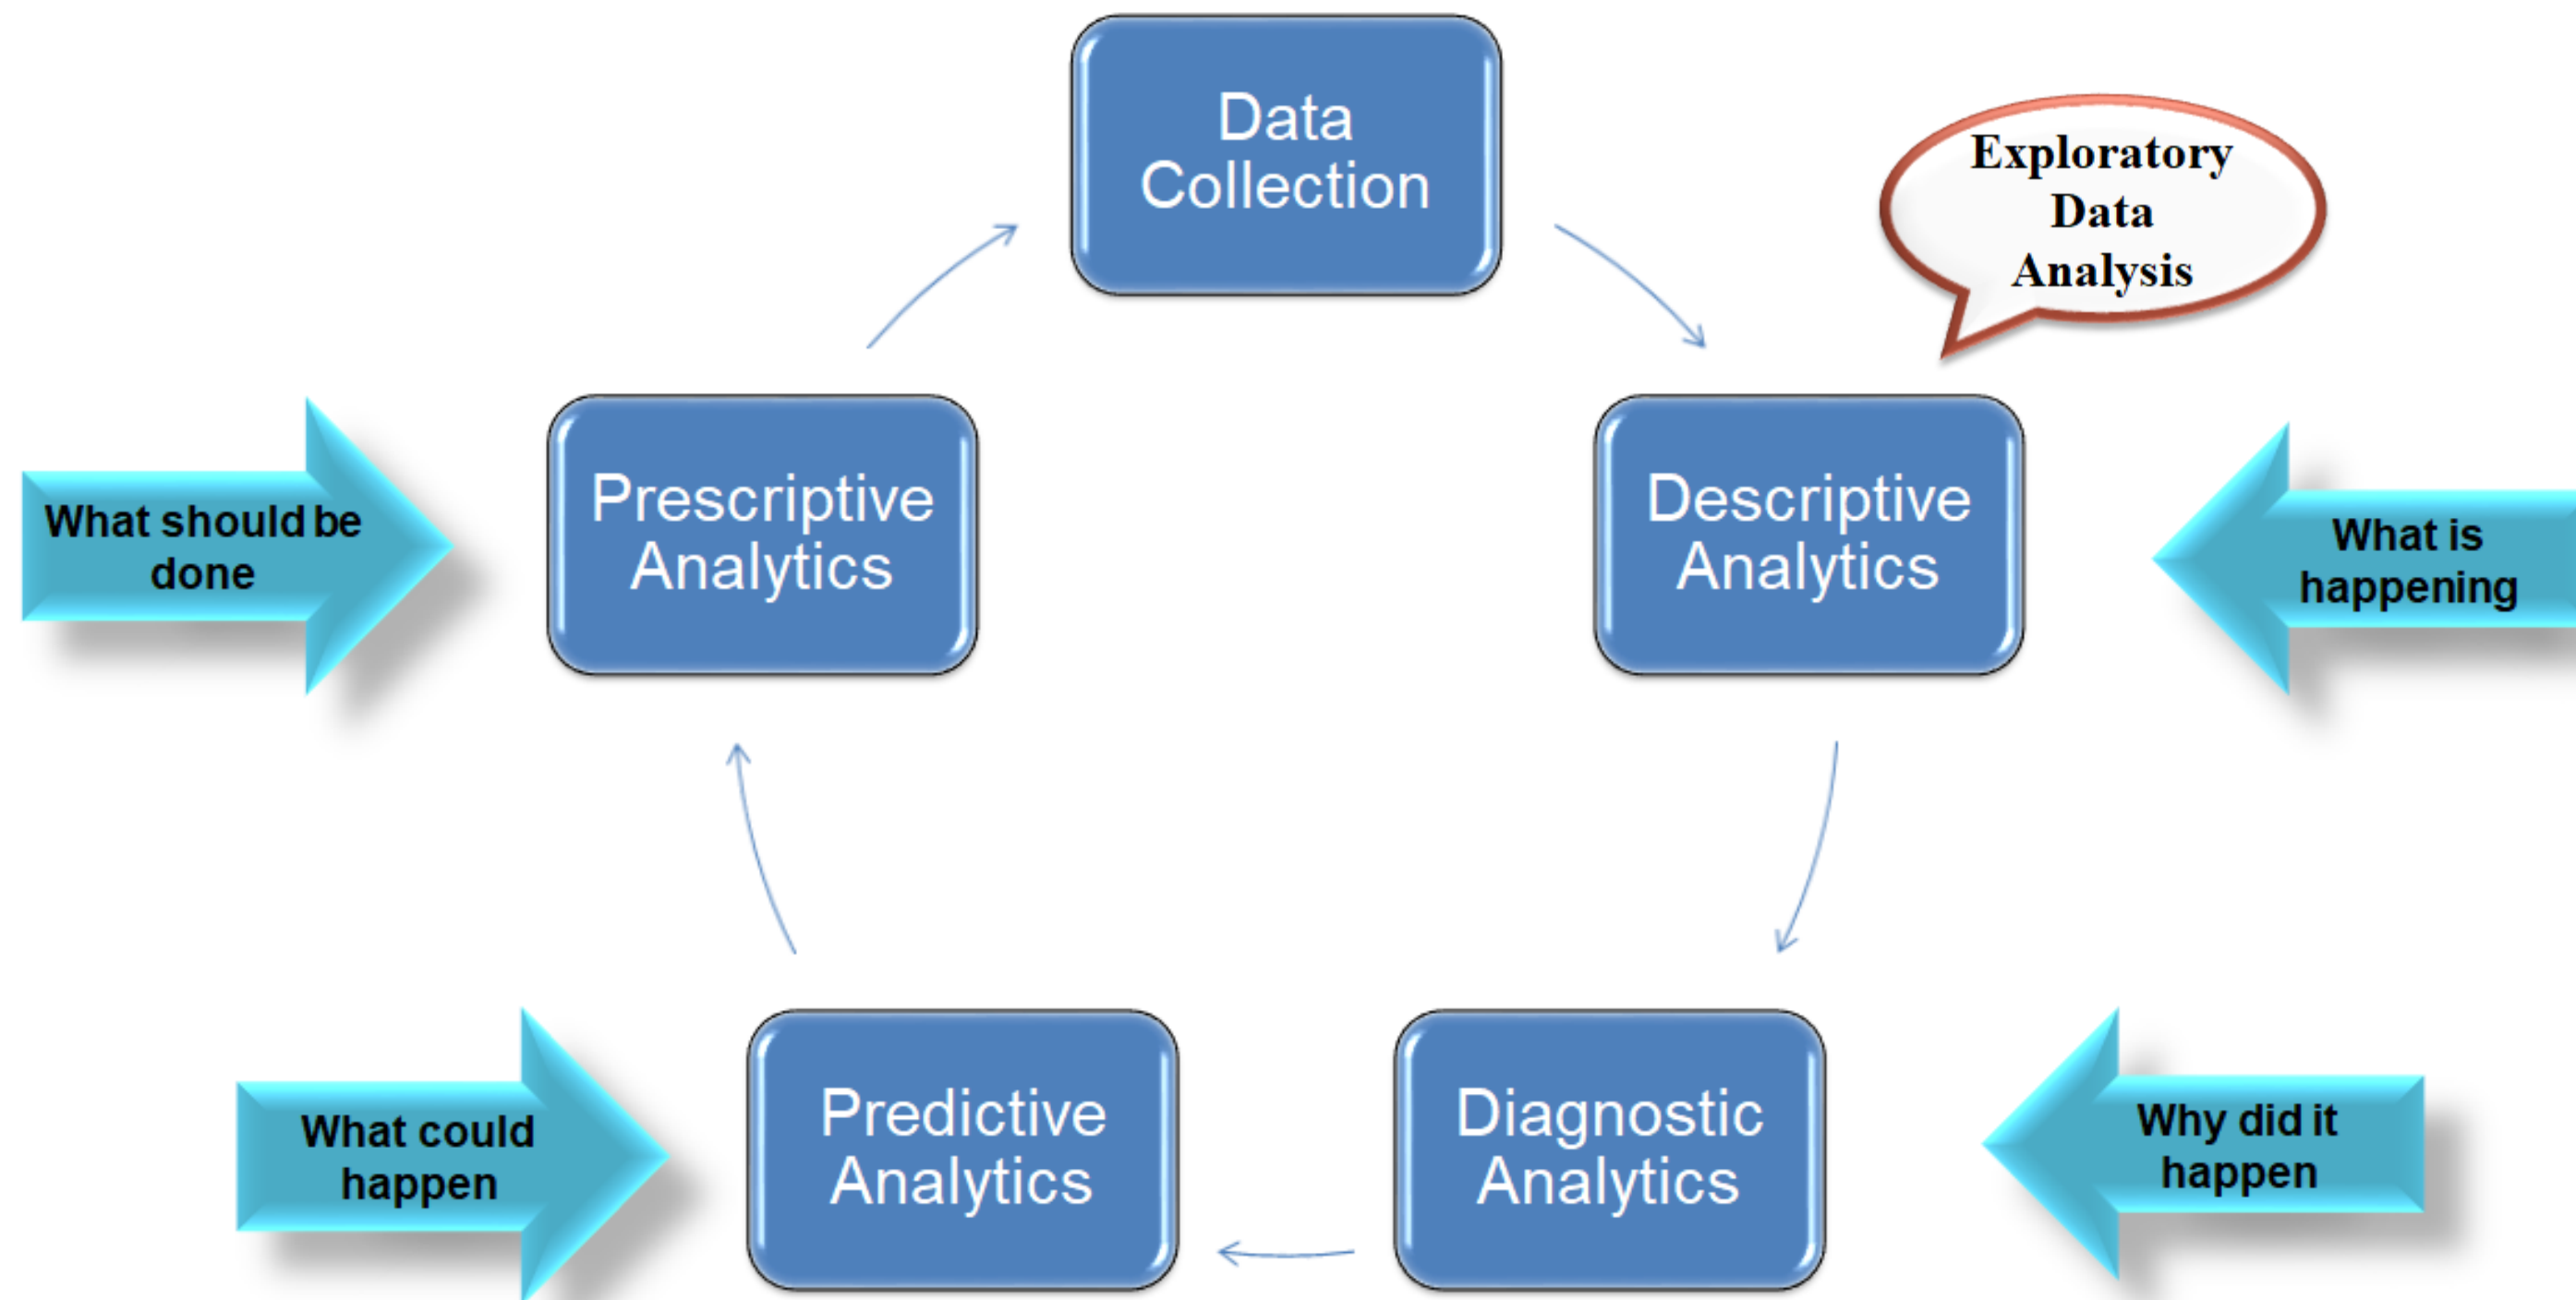 Data
Collection
Exploratory
Data
Analysis
What should be
done
Prescriptive
Analytics
Descriptive
Analytics
What is
happening
What could
happen
Predictive
Analytics
Diagnostic
Analytics
Why did it
happen